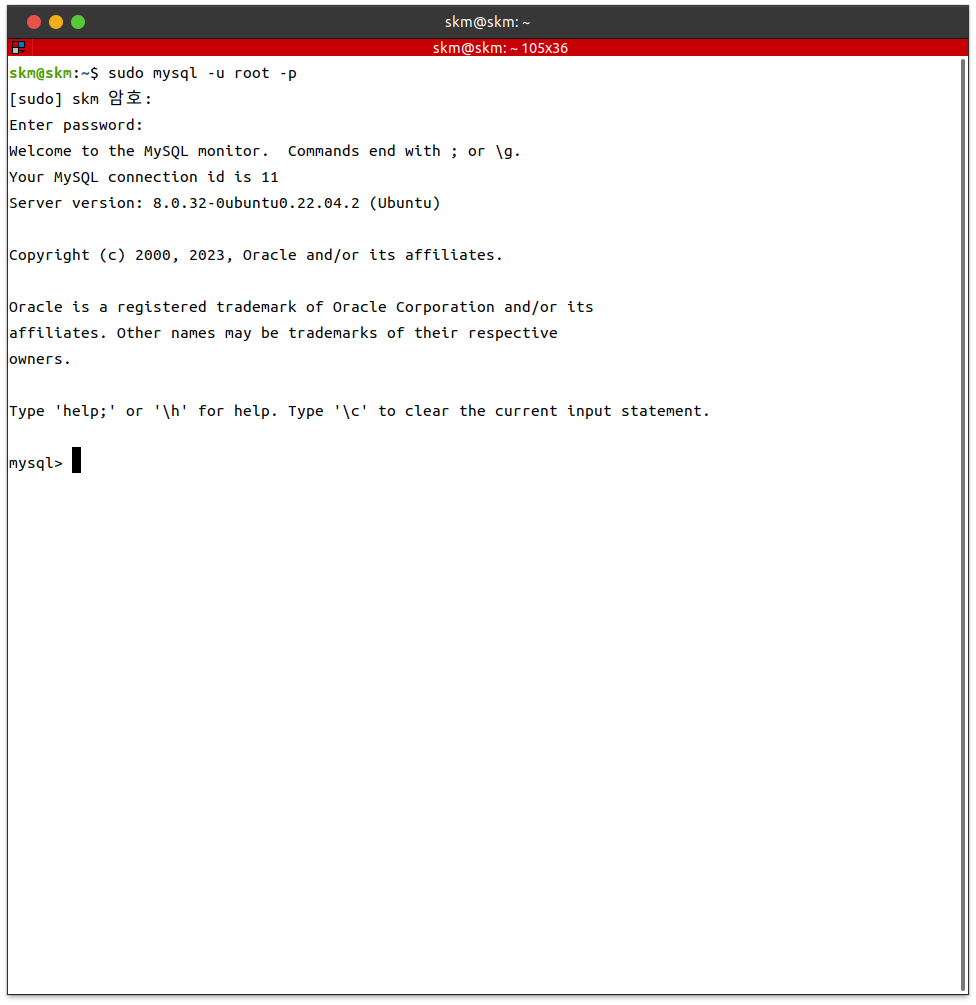 skm@skm: ~
skm@skm: ~ 105x36
skm@skm:~$ sudo mysql -u root -p
[sudo] skm 암호:
Enter password:
Welcome to the MySQL monitor.  Commands end with ; or \g.
Your MySQL connection id is 11
Server version: 8.0.32-0ubuntu0.22.04.2 (Ubuntu)
Copyright (c) 2000, 2023, Oracle and/or its affiliates.
Oracle is a registered trademark of Oracle Corporation and/or its
affiliates. Other names may be trademarks of their respective
owners.
Type 'help;' or '\h' for help. Type '\c' to clear the current input statement.
mysql>